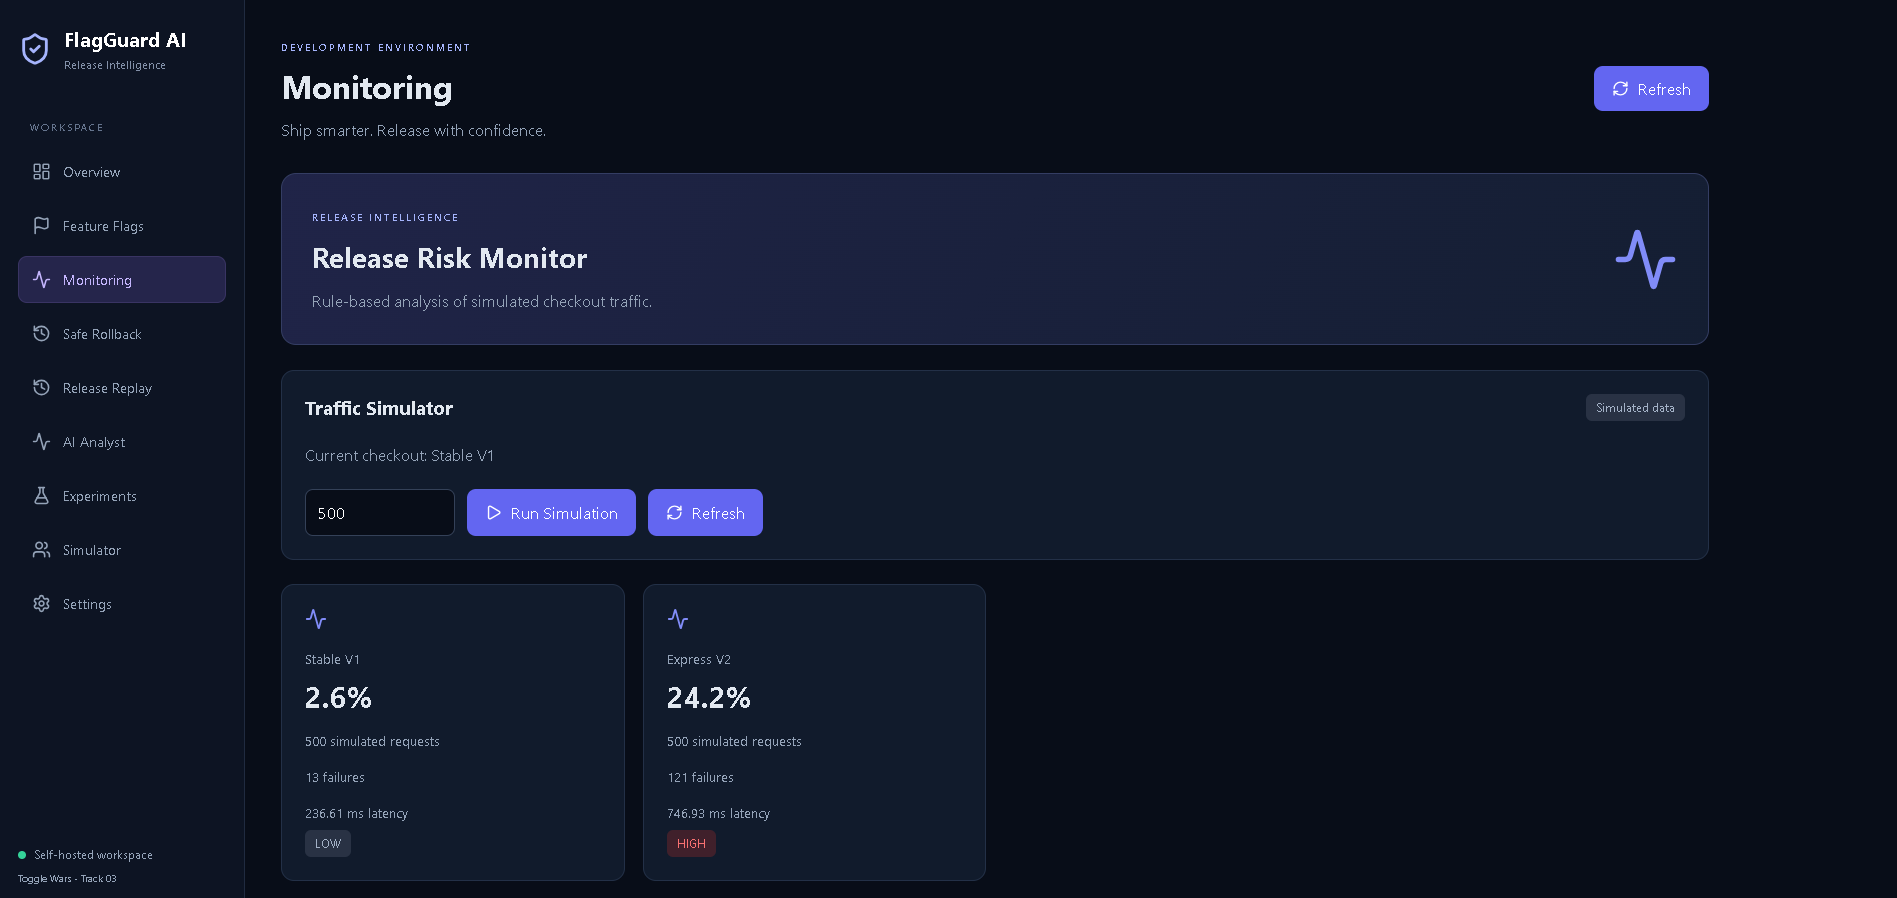 FlagGuard AI
Release Intelligence
WORKSPACE
Overview
Feature Flags
Monitoring
Safe Rollback
Release Replay
AI Analyst
Experiments
Simulator
Settings
Self-hosted workspace
Toggle Wars - Track 03
DEVELOPMENT ENVIRONMENT
Monitoring
Ship smarter. Release with confidence.
Refresh
RELEASE INTELLIGENCE
Release Risk Monitor
Rule-based analysis of simulated checkout traffic.
Traffic Simulator
Simulated data
Current checkout: Stable V1
500
Run Simulation
Refresh
Stable V1
2.6%
500 simulated requests
13 failures
236.61 ms latency
LOW
Express V2
24.2%
500 simulated requests
121 failures
746.93 ms latency
HIGH